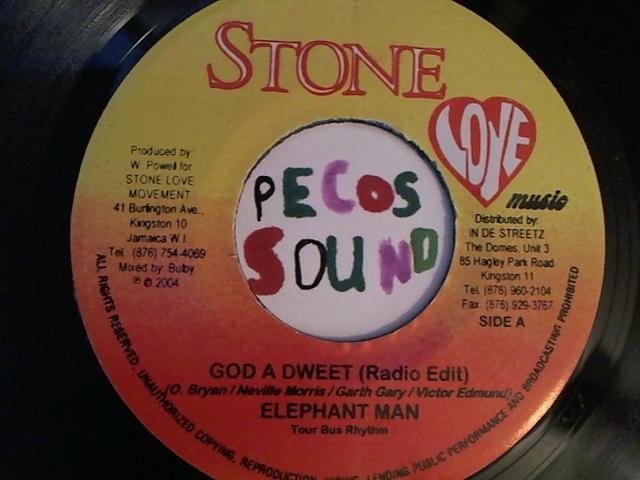 STONE
LOVE
music
Produced by
W. Powell for
STONE LOVE
MOVEMENT
41 Burlington Ave.,
Kingston 10
Jamaica W.I.
Tel. (876) 754-4069
Mixed by: Bulby
℗ © 2004
PECOS
SOUND
Distributed by:
IN DE STREETZ
The Domes, Unit 3
85 Hagley Park Road
Kingston 11
Tel. (876) 960-2104
Fax (876) 929-3767
SIDE A
GOD A DWEET (Radio Edit)
(O. Bryan / Neville Morris / Garth Gary / Victor Edmund)
ELEPHANT MAN
Tour Bus Rhythm
ALL RIGHTS RESERVED. UNAUTHORIZED COPYING, REPRODUCTION, HIRING, LENDING PUBLIC PERFORMANCE AND BROADCASTING PROHIBITED